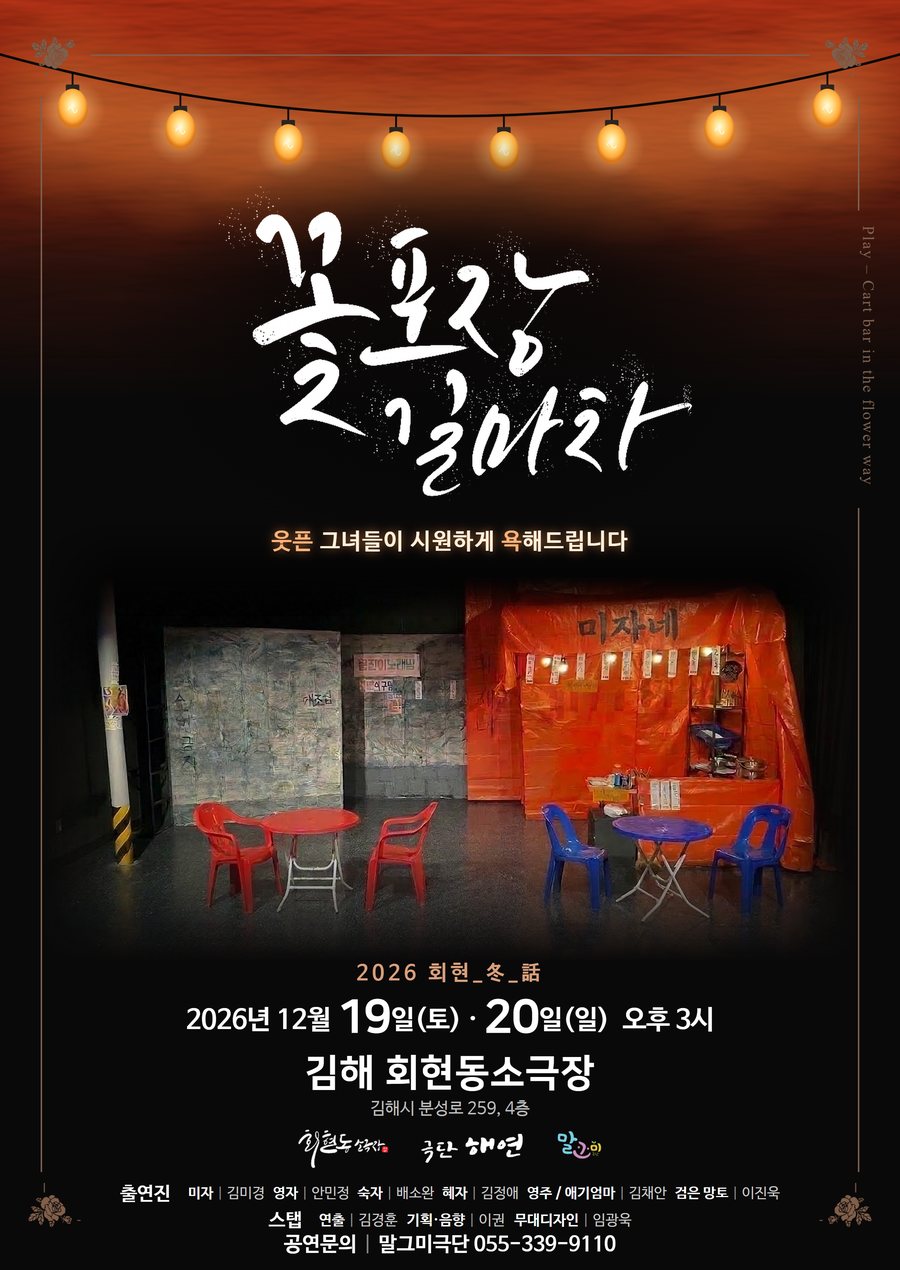 꽃포장
길마차
Play – Cart bar in the flower way
웃픈 그녀들이 시원하게 욕해드립니다
미자네
2026 회현_冬_話
2026년 12월 19일(토) · 20일(일) 오후 3시
김해 회현동소극장
김해시 분성로 259, 4층
회현동 소극장 극단 해연 말그미
출연진 미자 | 김미경 영자 | 안민정 숙자 | 배소완 혜자 | 김정애 영주 / 애기엄마 | 김채안 검은 망토 | 이진욱
스탭 연출 | 김경훈 기획·음향 | 이권 무대디자인 | 임광욱
공연문의 | 말그미극단 055-339-9110